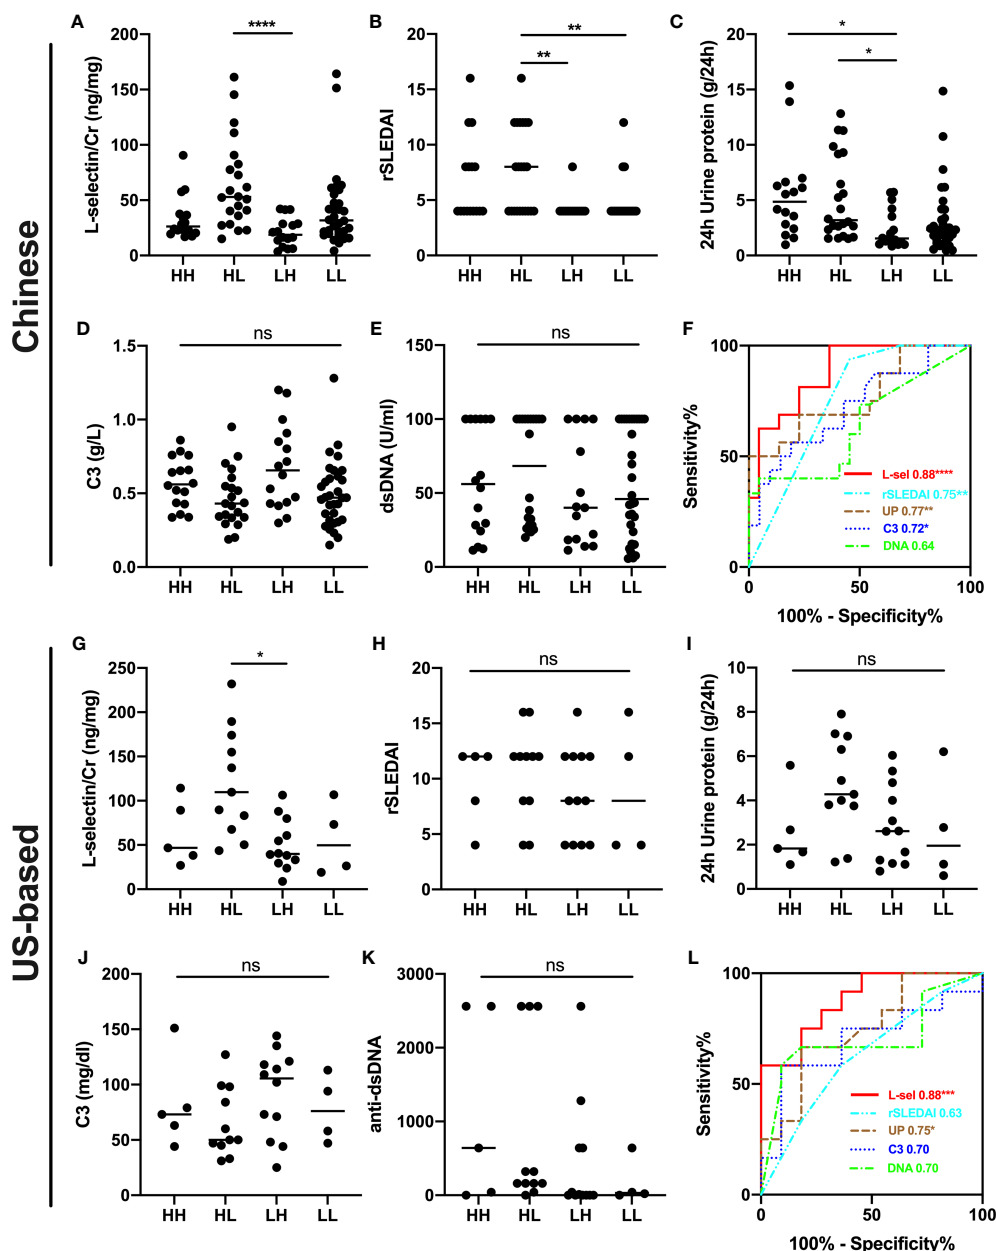 Chinese
A
L-selectin/Cr (ng/mg)
200
150
100
50
0
****
HH HL LH LL
B
rSLEDAI
20
15
10
5
0
**
**
HH HL LH LL
C
24h Urine protein (g/24h)
20
15
10
5
0
*
*
HH HL LH LL
D
C3 (g/L)
1.5
1.0
0.5
0.0
ns
HH HL LH LL
E
dsDNA (U/ml)
150
100
50
0
ns
HH HL LH LL
F
Sensitivity%
100
50
0
L-sel 0.88****
rSLEDAI 0.75**
UP 0.77**
C3 0.72*
DNA 0.64
0 50 100
100% - Specificity%
US-based
G
L-selectin/Cr (ng/mg)
250
200
150
100
50
0
*
HH HL LH LL
H
rSLEDAI
20
15
10
5
0
ns
HH HL LH LL
I
24h Urine protein (g/24h)
10
8
6
4
2
0
ns
HH HL LH LL
J
C3 (mg/dl)
200
150
100
50
0
ns
HH HL LH LL
K
anti-dsDNA
3000
2000
1000
0
ns
HH HL LH LL
L
Sensitivity%
100
50
0
L-sel 0.88***
rSLEDAI 0.63
UP 0.75*
C3 0.70
DNA 0.70
0 50 100
100% - Specificity%